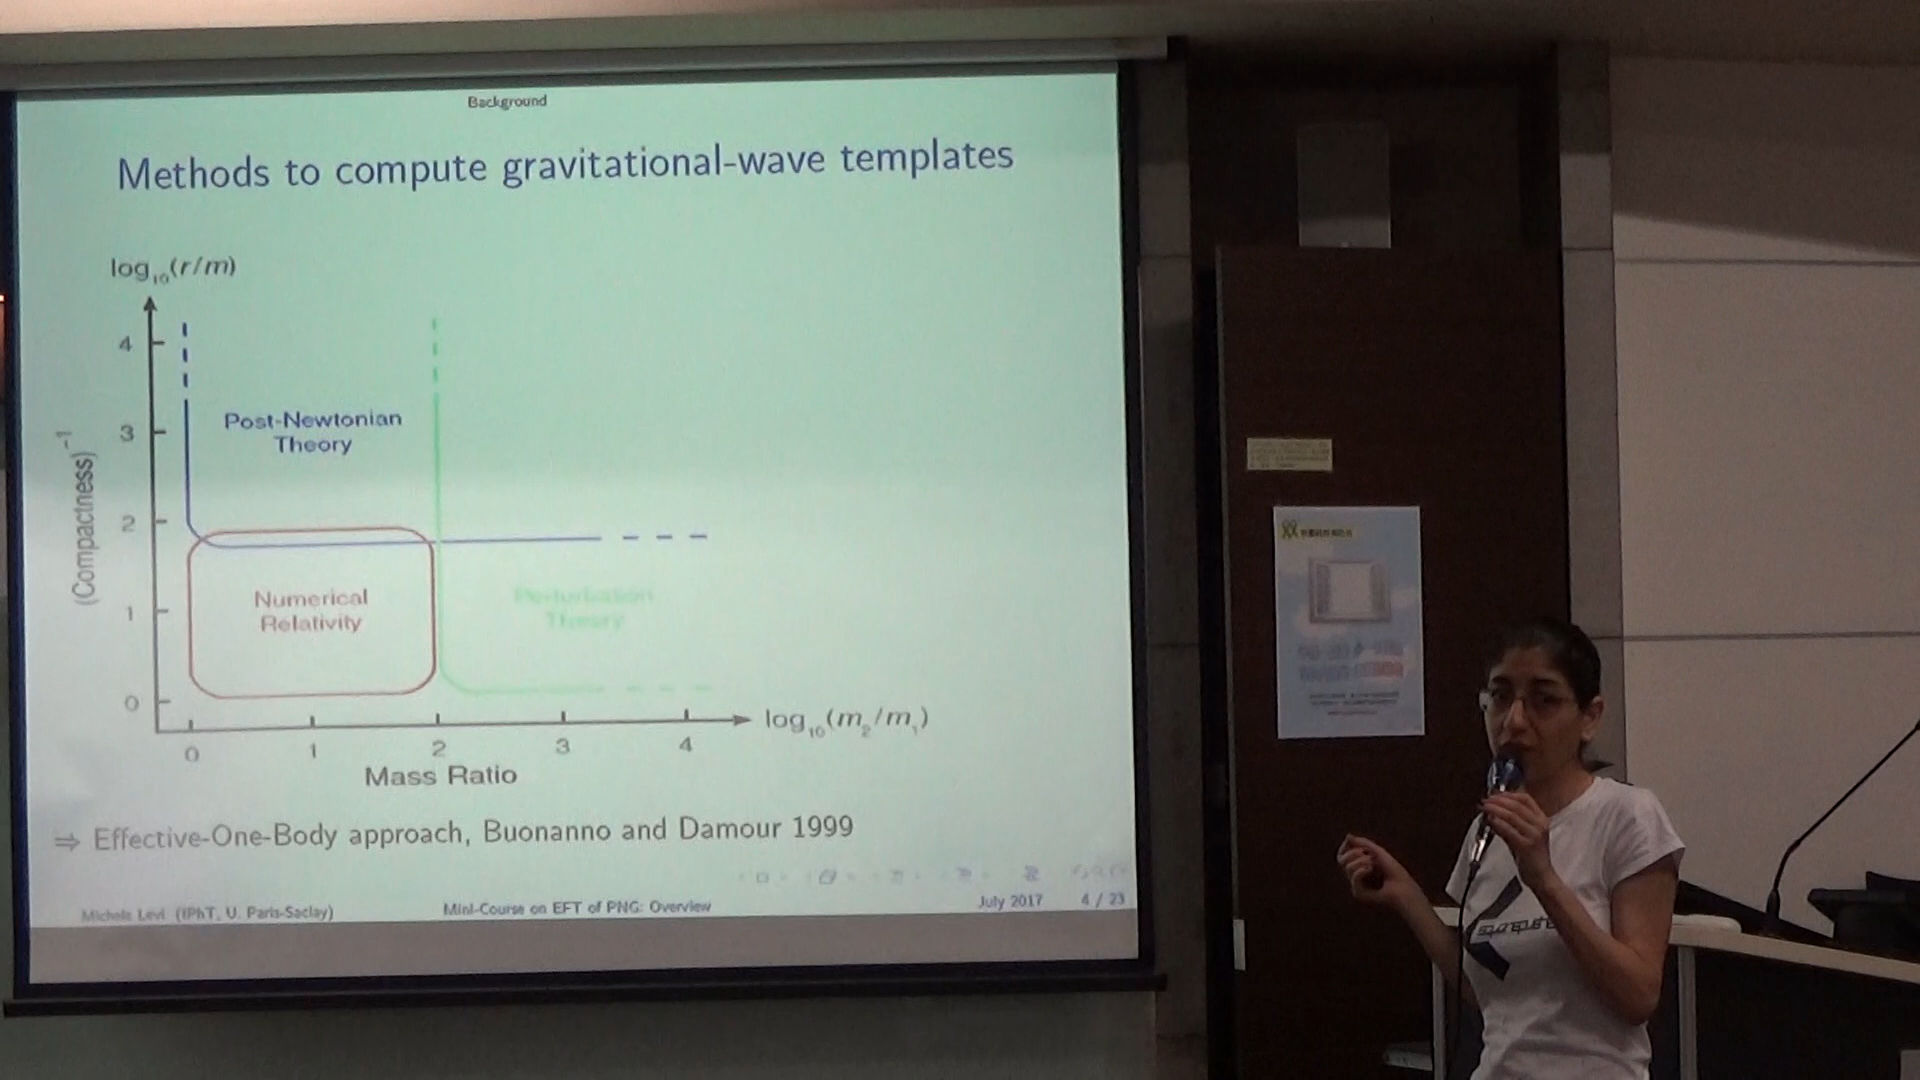 Background
Methods to compute gravitational-wave templates
log₁₀(r/m)
4
3
2
1
0
(Compactness)⁻¹
Post-Newtonian
Theory
Numerical
Relativity
Perturbation
Theory
0 1 2 3 4
log₁₀(m₂/m₁)
Mass Ratio
⇒ Effective-One-Body approach, Buonanno and Damour 1999
Michele Levi (IPhT, U. Paris-Saclay)
Mini-Course on EFT of PNG: Overview
July 2017
4 / 23